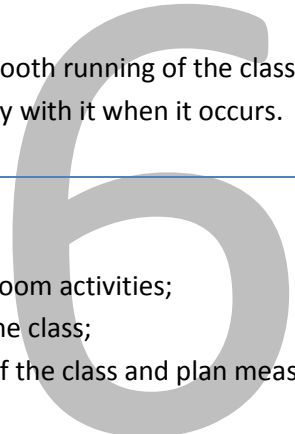 ooth running of the class
y with it when it occurs.
6
oom activities;
ne class;
f the class and plan meas